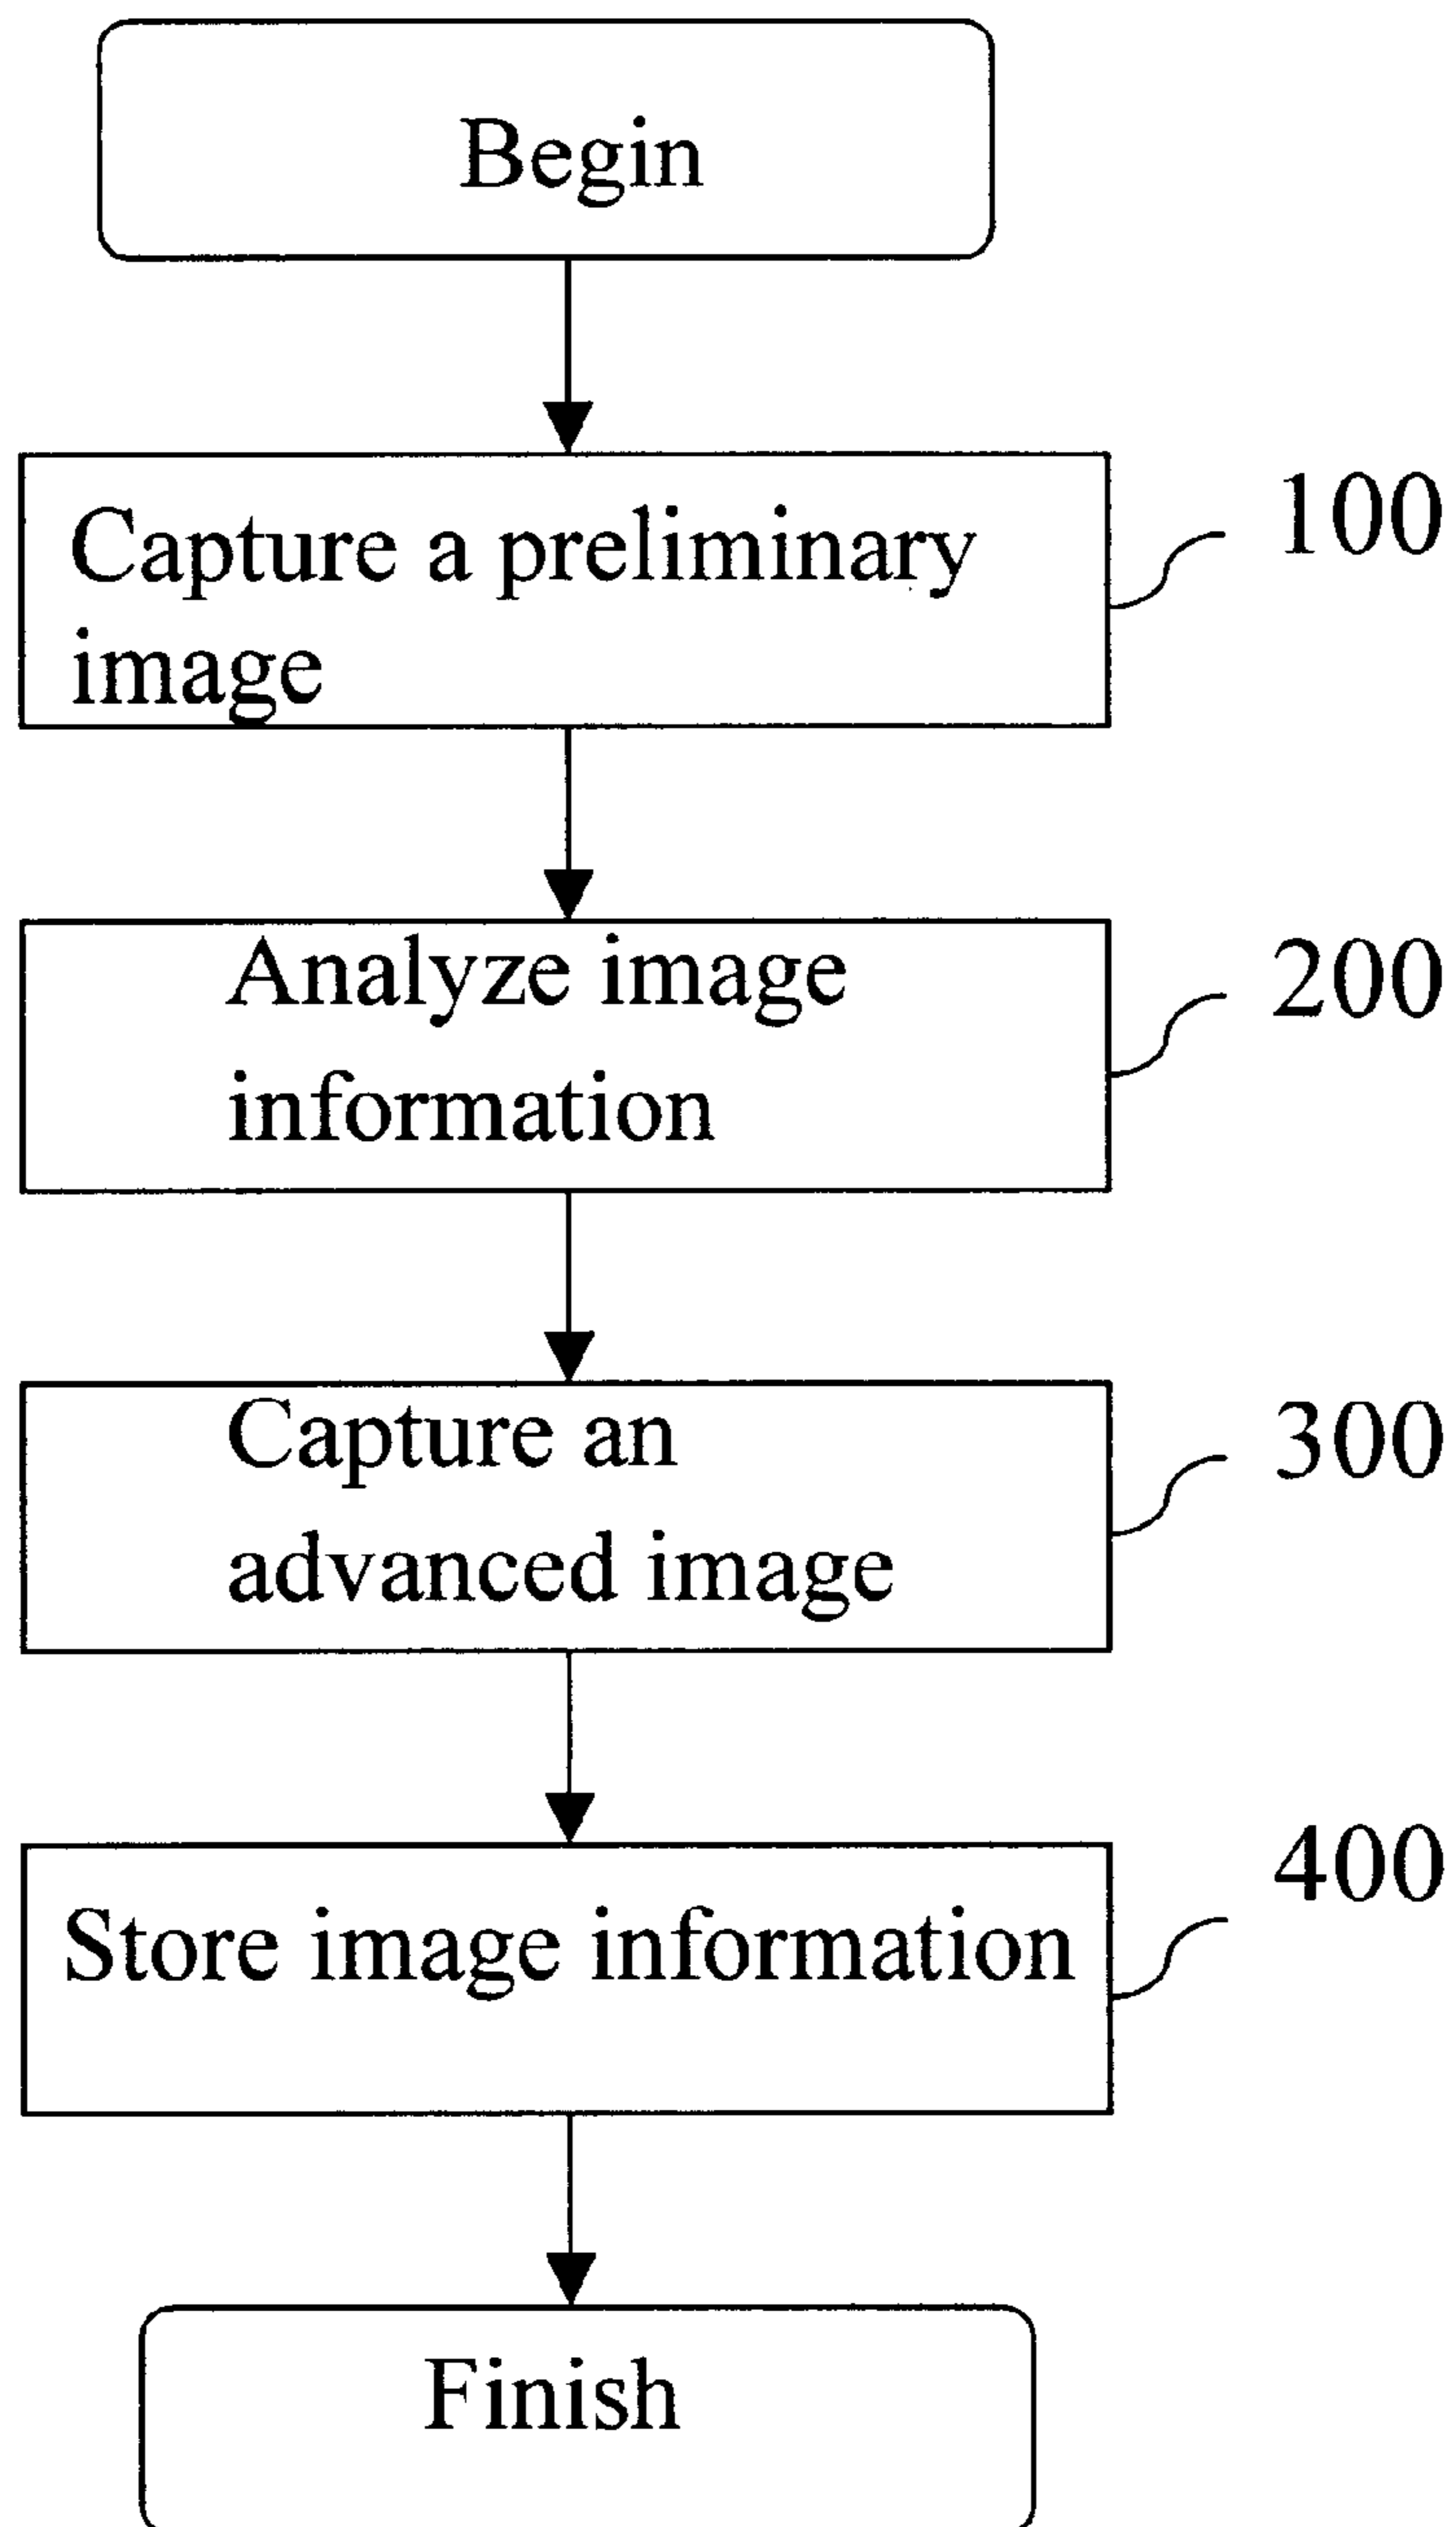 Begin
Capture a preliminary
image
100
Analyze image
information
200
Capture an
advanced image
300
Store image information
400
Finish